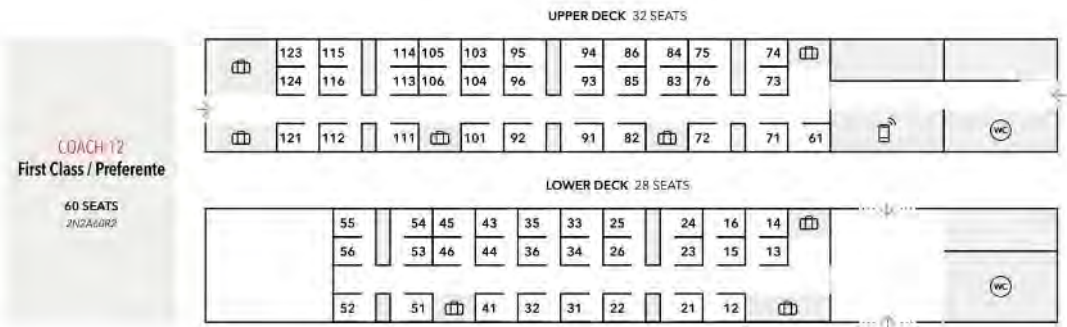 UPPER DECK 32 SEATS
123 115 114 105 103 95 94 86 84 75 74
124 116 113 106 104 96 93 85 83 76 73
121 112 111 101 92 91 82 72 71 61
WC
COACH 12
First Class / Preferente
60 SEATS
2N2A60R2
LOWER DECK 28 SEATS
55 54 45 43 35 33 25 24 16 14
56 53 46 44 36 34 26 23 15 13
52 51 41 32 31 22 21 12
WC